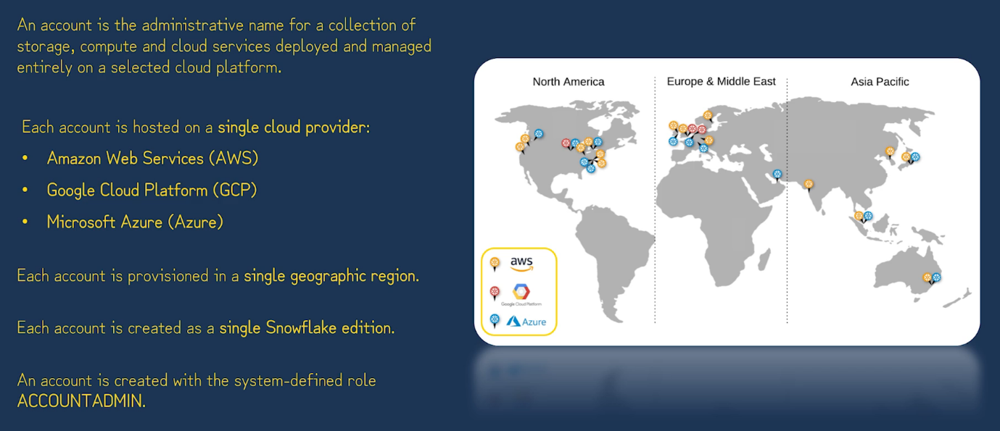 An account is the administrative name for a collection of
storage, compute and cloud services deployed and managed
entirely on a selected cloud platform.
Each account is hosted on a single cloud provider:
• Amazon Web Services (AWS)
• Google Cloud Platform (GCP)
• Microsoft Azure (Azure)
Each account is provisioned in a single geographic region.
Each account is created as a single Snowflake edition.
An account is created with the system-defined role
ACCOUNTADMIN.
North America
Europe & Middle East
Asia Pacific
aws
Google Cloud Platform
Azure